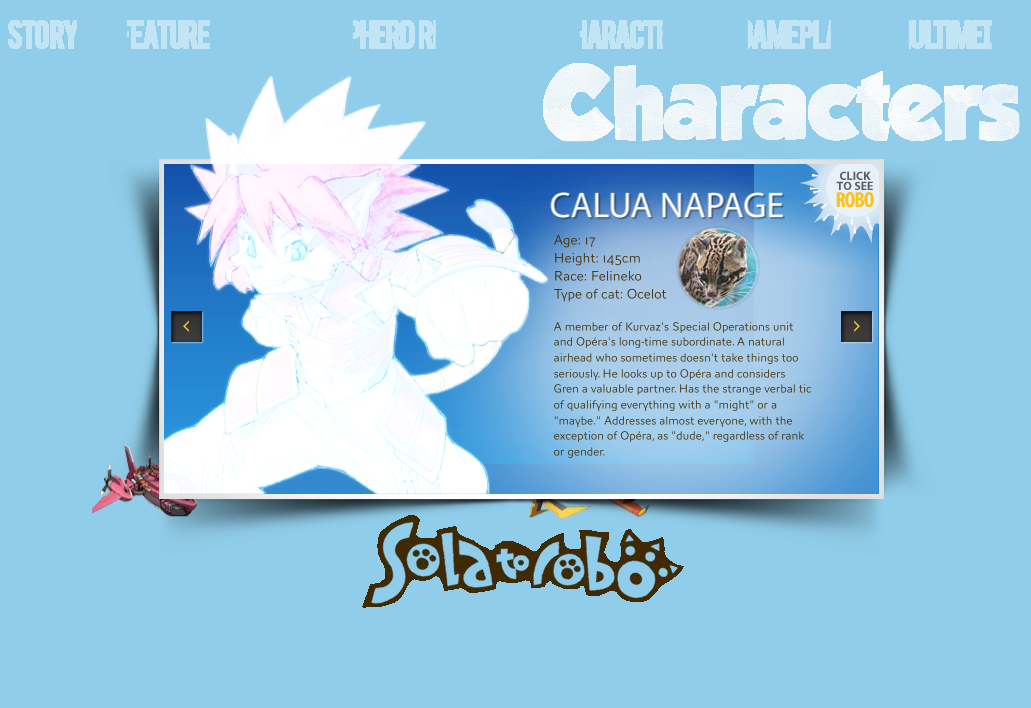 STORY
FEATURE
PHERD R
HARACTE
GAMEPLA
ULTIMED
Characters
CLICK
TO SEE
ROBO
CALUA NAPAGE
Age: 17
Height: 145cm
Race: Felineko
Type of cat: Ocelot
A member of Kurvaz's Special Operations unit
and Opéra's long-time subordinate. A natural
airhead who sometimes doesn't take things too
seriously. He looks up to Opéra and considers
Gren a valuable partner. Has the strange verbal tic
of qualifying everything with a "might" or a
"maybe." Addresses almost everyone, with the
exception of Opéra, as "dude," regardless of rank
or gender.
Solatorobo